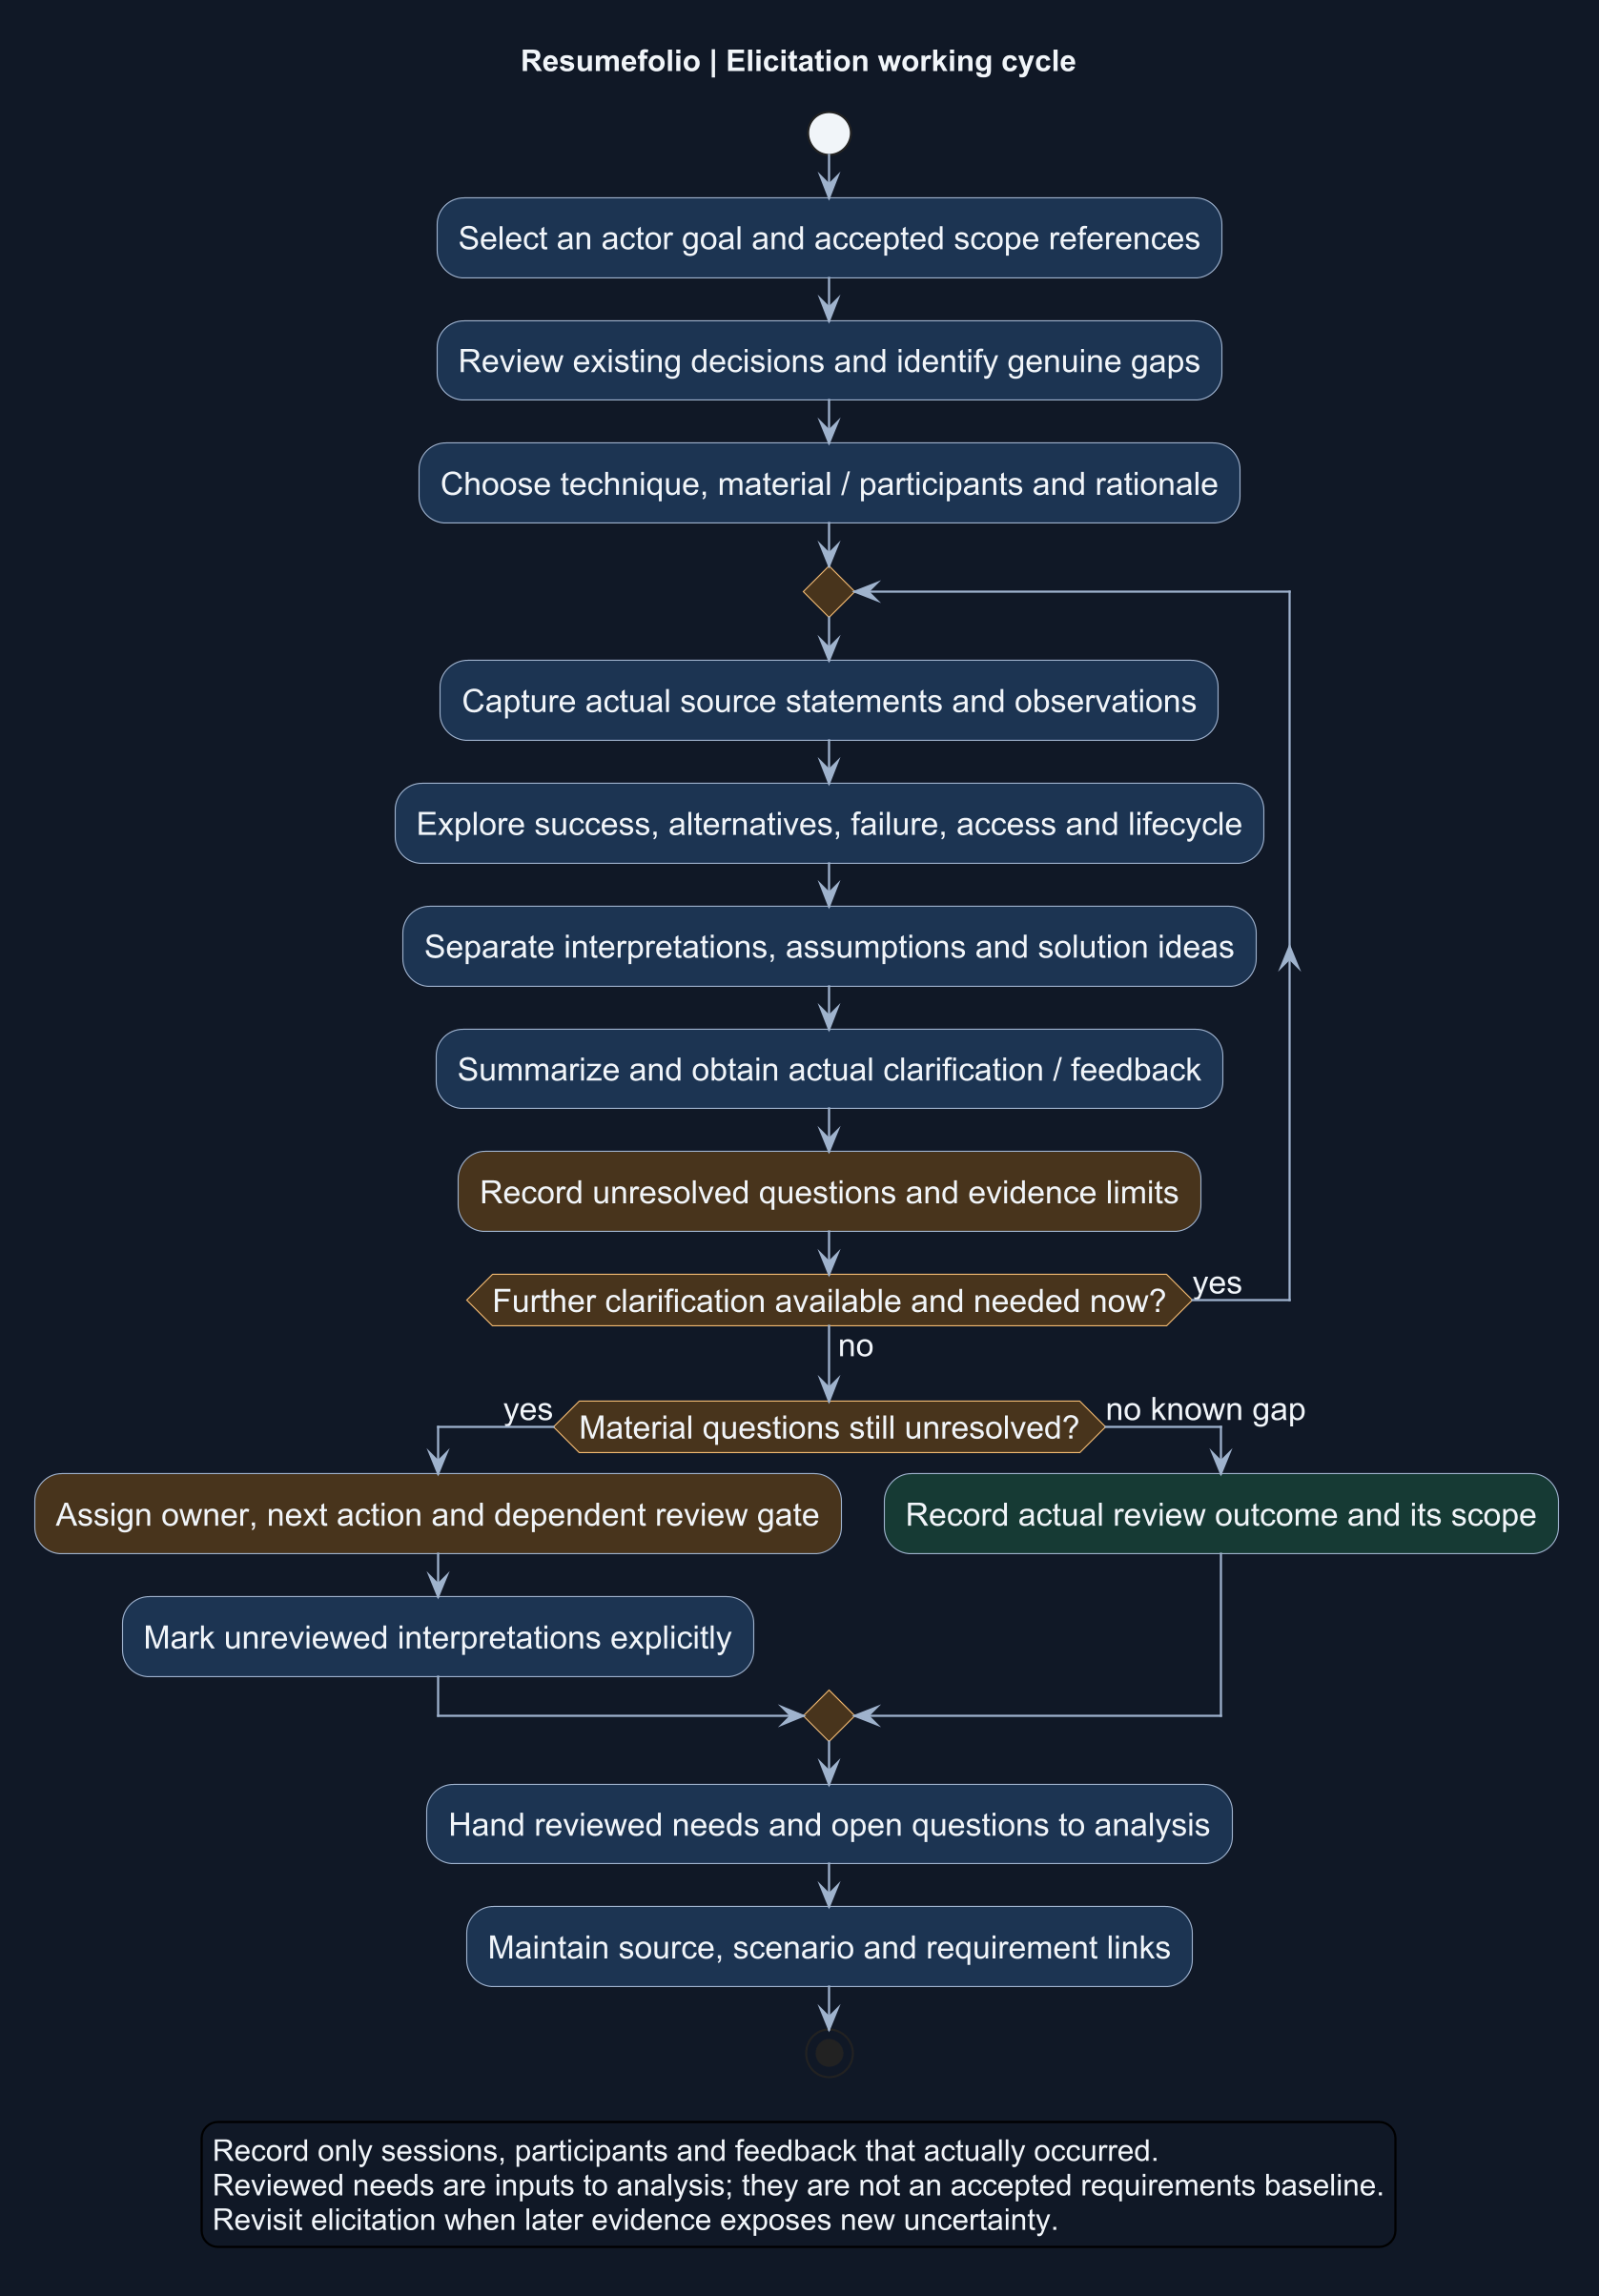 Resumefolio | Elicitation working cycle
Select an actor goal and accepted scope references
Review existing decisions and identify genuine gaps
Choose technique, material / participants and rationale
Capture actual source statements and observations
Explore success, alternatives, failure, access and lifecycle
Separate interpretations, assumptions and solution ideas
Summarize and obtain actual clarification / feedback
Record unresolved questions and evidence limits
Further clarification available and needed now?
yes
no
Material questions still unresolved?
yes
no known gap
Assign owner, next action and dependent review gate
Record actual review outcome and its scope
Mark unreviewed interpretations explicitly
Hand reviewed needs and open questions to analysis
Maintain source, scenario and requirement links
Record only sessions, participants and feedback that actually occurred.
Reviewed needs are inputs to analysis; they are not an accepted requirements baseline.
Revisit elicitation when later evidence exposes new uncertainty.